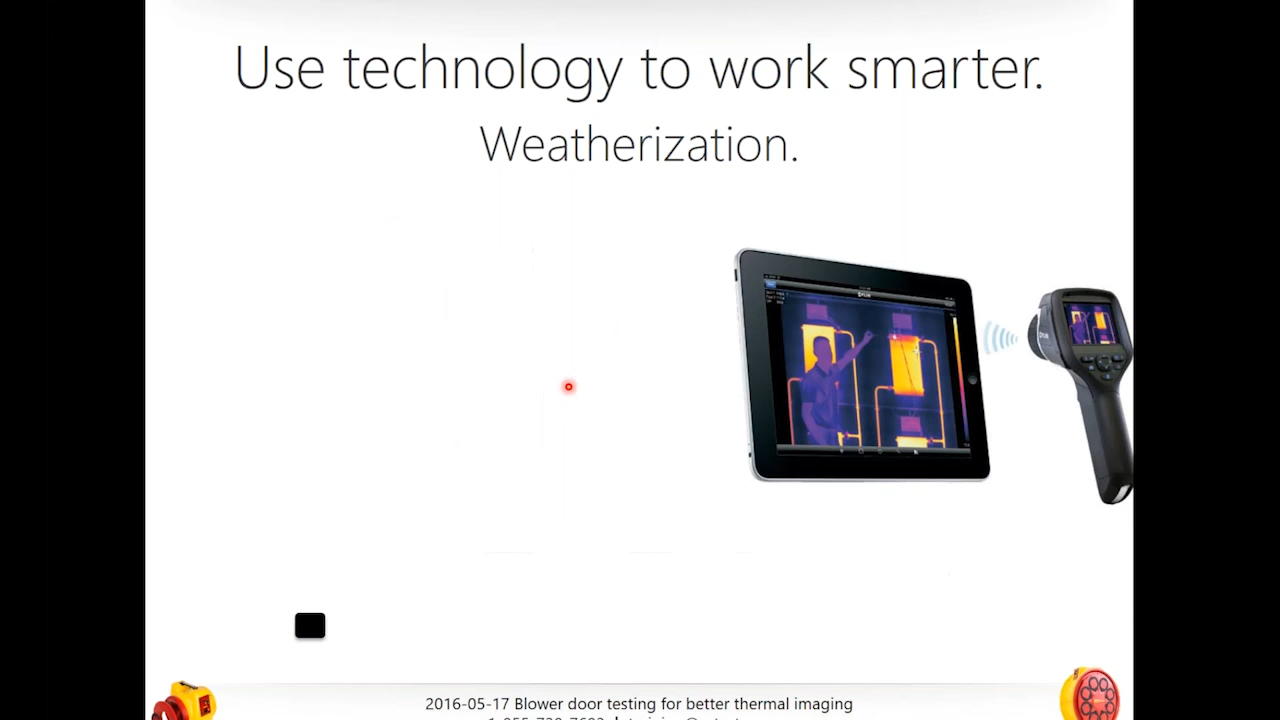 Use technology to work smarter.
Weatherization.
2016-05-17 Blower door testing for better thermal imaging